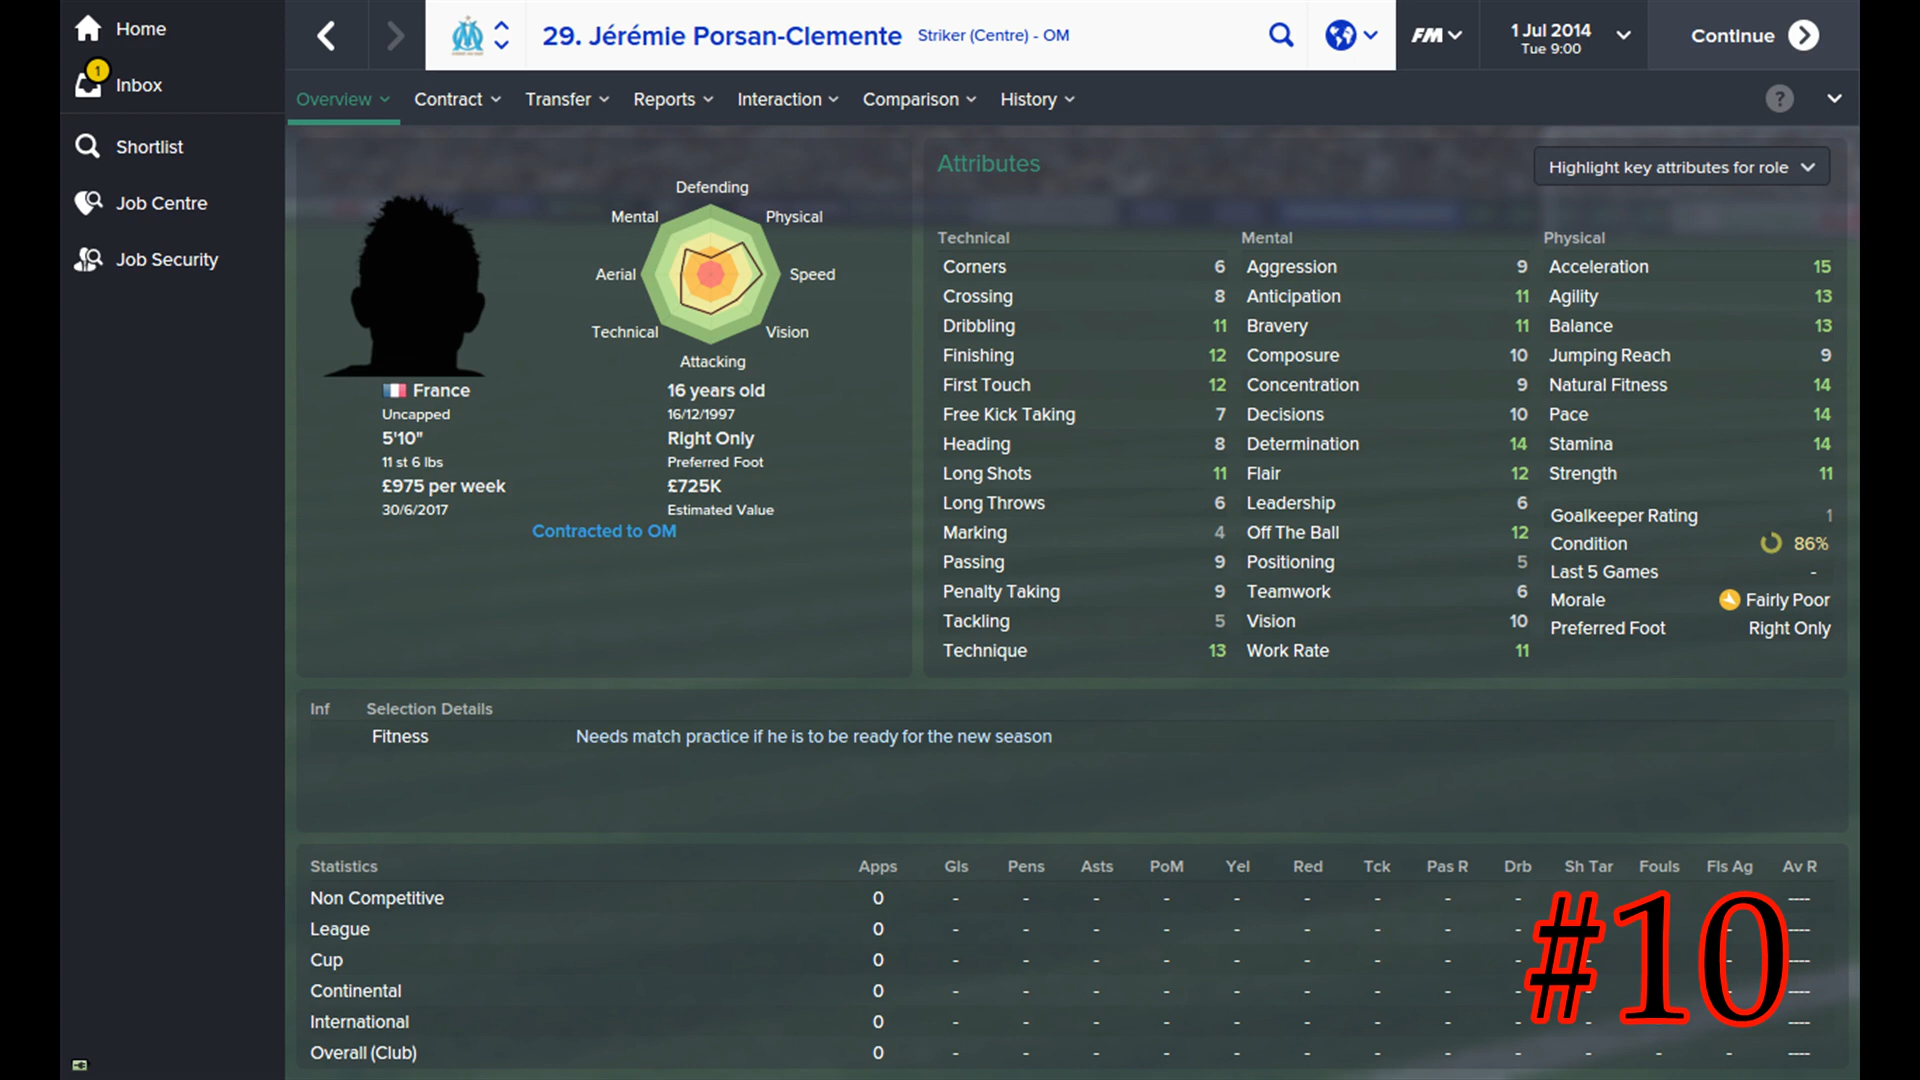 Home
Inbox
1
Shortlist
Job Centre
Job Security
29. Jérémie Porsan-Clemente Striker (Centre) - OM
FM
1 Jul 2014
Tue 9:00
Continue
Overview Contract Transfer Reports Interaction Comparison History ?
Defending
Mental Physical
Aerial Speed
Technical Vision
Attacking
France
Uncapped
5'10"
11 st 6 lbs
£975 per week
30/6/2017
16 years old
16/12/1997
Right Only
Preferred Foot
£725K
Estimated Value
Contracted to OM
Attributes
Highlight key attributes for role
Technical Mental Physical
Corners 6 Aggression 9 Acceleration 15
Crossing 8 Anticipation 11 Agility 13
Dribbling 11 Bravery 11 Balance 13
Finishing 12 Composure 10 Jumping Reach 9
First Touch 12 Concentration 9 Natural Fitness 14
Free Kick Taking 7 Decisions 10 Pace 14
Heading 8 Determination 14 Stamina 14
Long Shots 11 Flair 12 Strength 11
Long Throws 6 Leadership 6
Marking 4 Off The Ball 12
Passing 9 Positioning 5
Penalty Taking 9 Teamwork 6
Tackling 5 Vision 10
Technique 13 Work Rate 11
Goalkeeper Rating 1
Condition 86%
Last 5 Games -
Morale Fairly Poor
Preferred Foot Right Only
Inf Selection Details
Fitness Needs match practice if he is to be ready for the new season
Statistics Apps Gls Pens Asts PoM Yel Red Tck Pas R Drb Sh Tar Fouls Fls Ag Av R
Non Competitive 0 - - - - - - - - - - - - ----
League 0 - - - - - - - - - - - - ----
Cup 0 - - - - - - - - - - - - ----
Continental 0 - - - - - - - - - - - - ----
International 0 - - - - - - - - - - - - ----
Overall (Club) 0 - - - - - - - - - - - - ----
#10